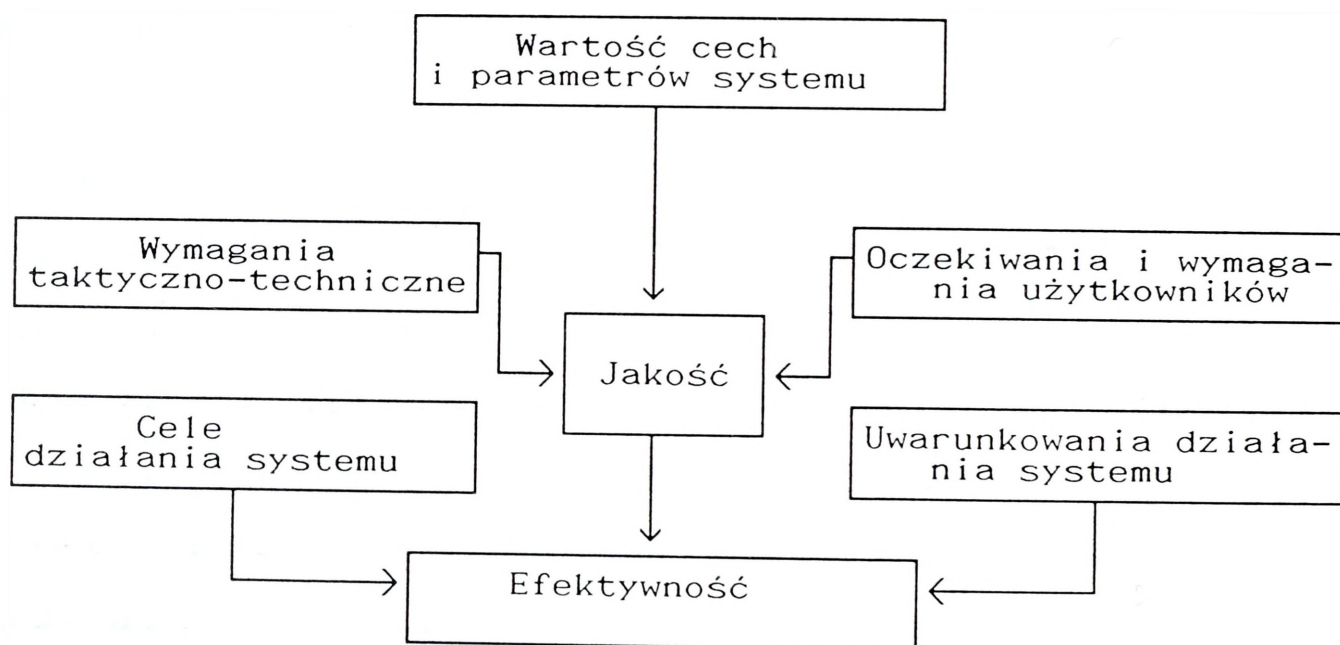 Wartość cech
i parametrów systemu
Wymagania
taktyczno-techniczne
Oczekiwania i wymaga-
nia użytkowników
Jakość
Cele
działania systemu
Uwarunkowania działa-
nia systemu
Efektywność